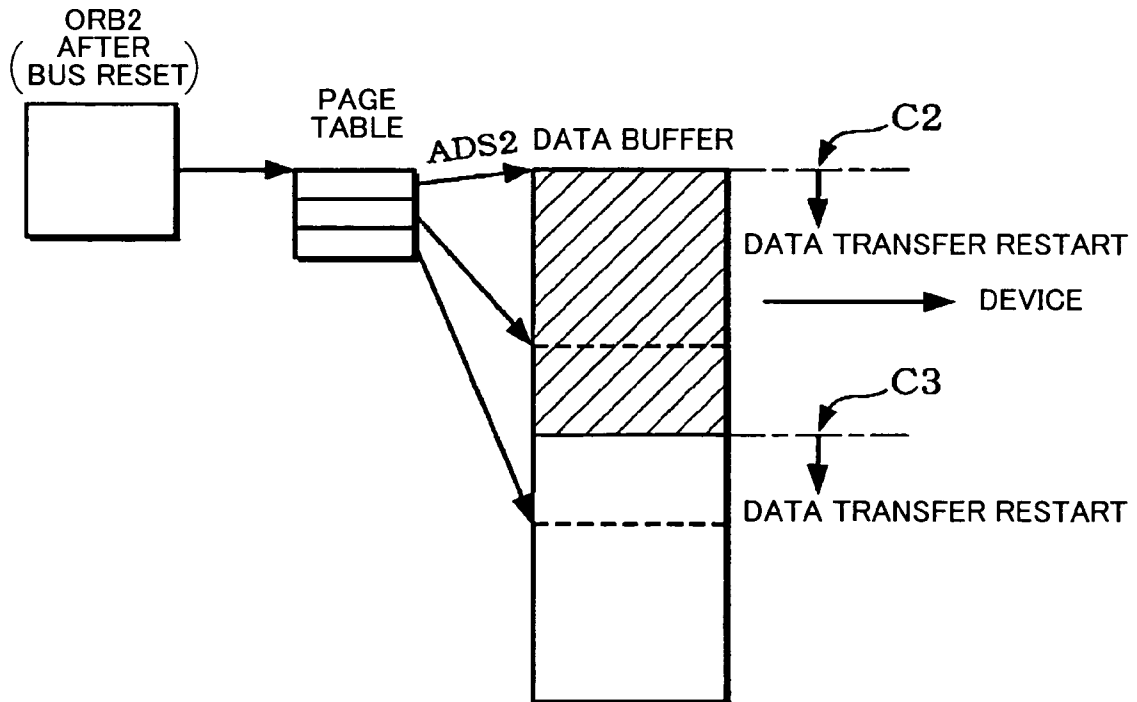 ORB2
AFTER
(BUS RESET)
PAGE
TABLE
ADS2
DATA BUFFER
C2
DATA TRANSFER RESTART
DEVICE
C3
DATA TRANSFER RESTART